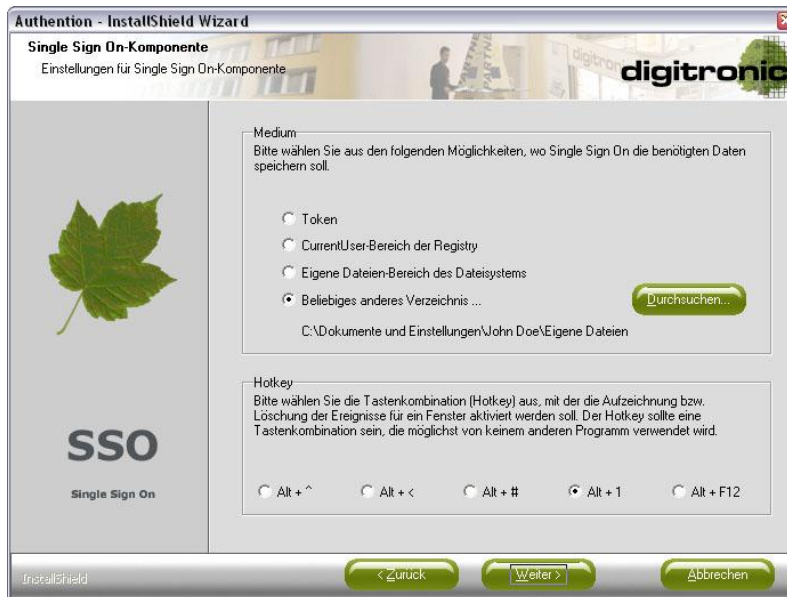 Authention - InstallShield Wizard
Single Sign On-Komponente
Einstellungen für Single Sign On-Komponente
PARTNER
PARTNER
digitronic
digitronic
Medium
Bitte wählen Sie aus den folgenden Möglichkeiten, wo Single Sign On die benötigten Daten
speichern soll.
Token
CurrentUser-Bereich der Registry
Eigene Dateien-Bereich des Dateisystems
Beliebiges anderes Verzeichnis ...
Durchsuchen...
C:\Dokumente und Einstellungen\John Doe\Eigene Dateien
Hotkey
Bitte wählen Sie die Tastenkombination (Hotkey) aus, mit der die Aufzeichnung bzw.
Löschung der Ereignisse für ein Fenster aktiviert werden soll. Der Hotkey sollte eine
Tastenkombination sein, die möglichst von keinem anderen Programm verwendet wird.
SSO
Single Sign On
Alt + ^ Alt + < Alt + # Alt + 1 Alt + F12
InstallShield
< Zurück Weiter > Abbrechen